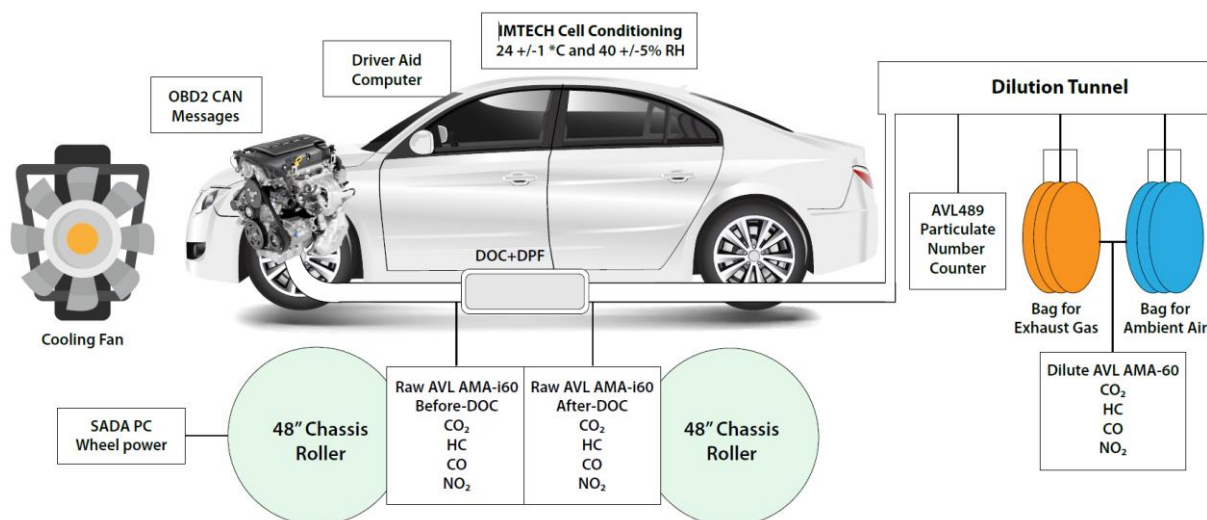 IMTECH Cell Conditioning
24 +/-1 *C and 40 +/-5% RH
Driver Aid
Computer
OBD2 CAN
Messages
Dilution Tunnel
AVL489
Particulate
Number
Counter
DOC+DPF
Cooling Fan
Bag for
Exhaust Gas
Bag for
Ambient Air
SADA PC
Wheel power
48” Chassis
Roller
Raw AVL AMA-i60
Before-DOC
CO₂
HC
CO
NO₂
Raw AVL AMA-i60
After-DOC
CO₂
HC
CO
NO₂
48” Chassis
Roller
Dilute AVL AMA-60
CO₂
HC
CO
NO₂